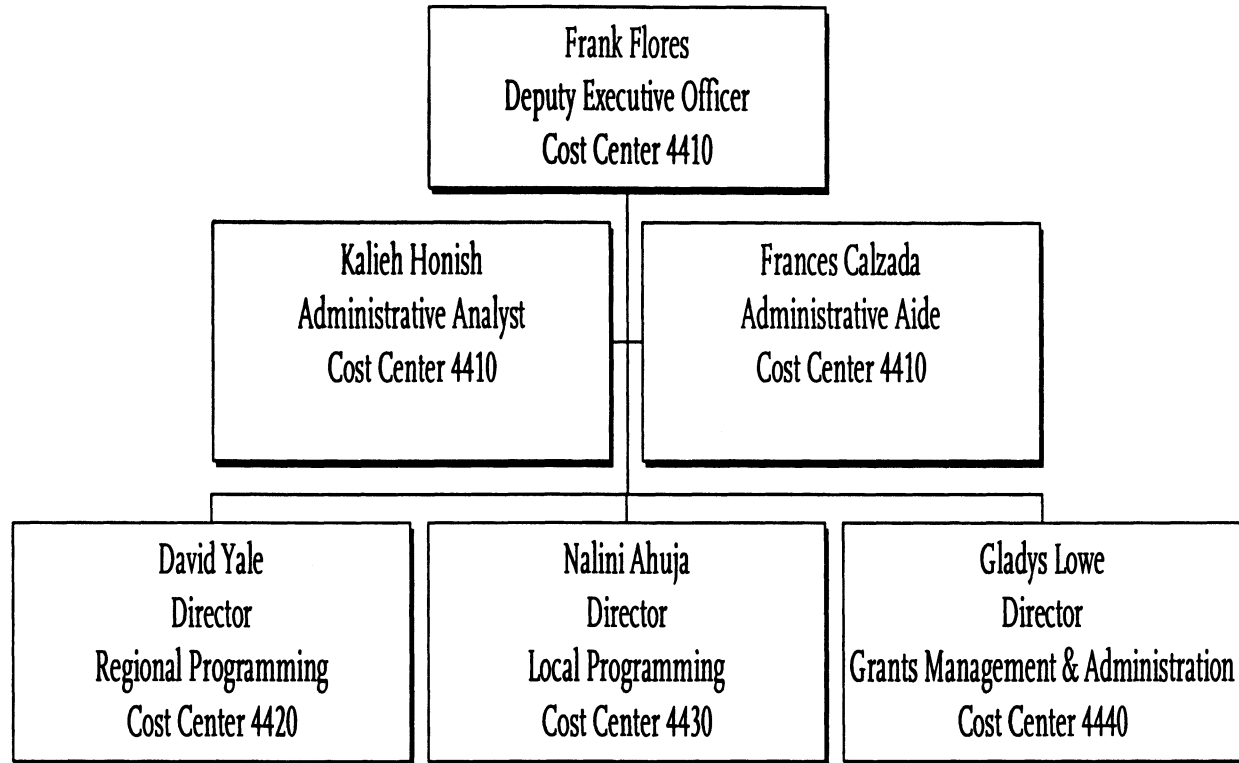 Frank Flores
Deputy Executive Officer
Cost Center 4410
Kalieh Honish
Administrative Analyst
Cost Center 4410
Frances Calzada
Administrative Aide
Cost Center 4410
David Yale
Director
Regional Programming
Cost Center 4420
Nalini Ahuja
Director
Local Programming
Cost Center 4430
Gladys Lowe
Director
Grants Management & Administration
Cost Center 4440